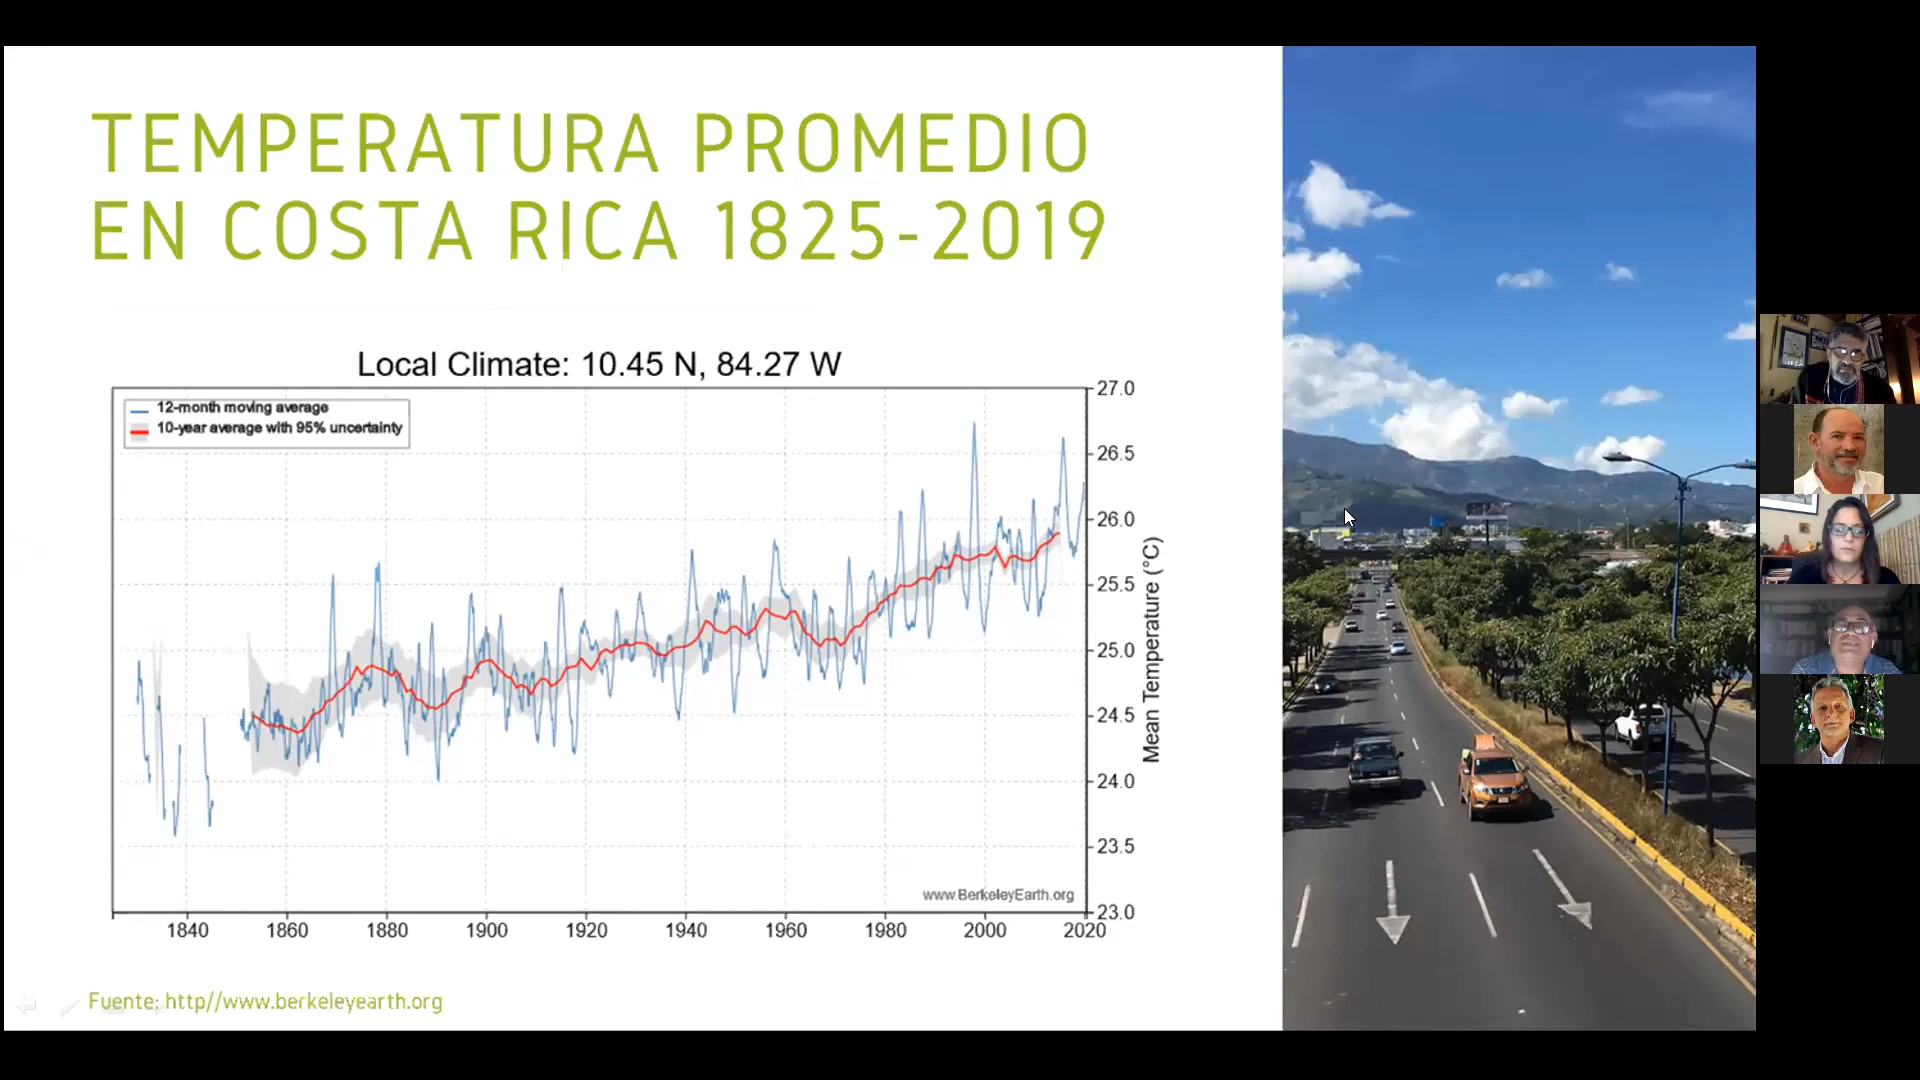 TEMPERATURA PROMEDIO
EN COSTA RICA 1825-2019
Local Climate: 10.45 N, 84.27 W
12-month moving average
10-year average with 95% uncertainty
27.0
26.5
26.0
25.5
25.0
24.5
24.0
23.5
23.0
Mean Temperature (°C)
www.BerkeleyEarth.org
1840 1860 1880 1900 1920 1940 1960 1980 2000 2020
Fuente: http//www.berkeleyearth.org